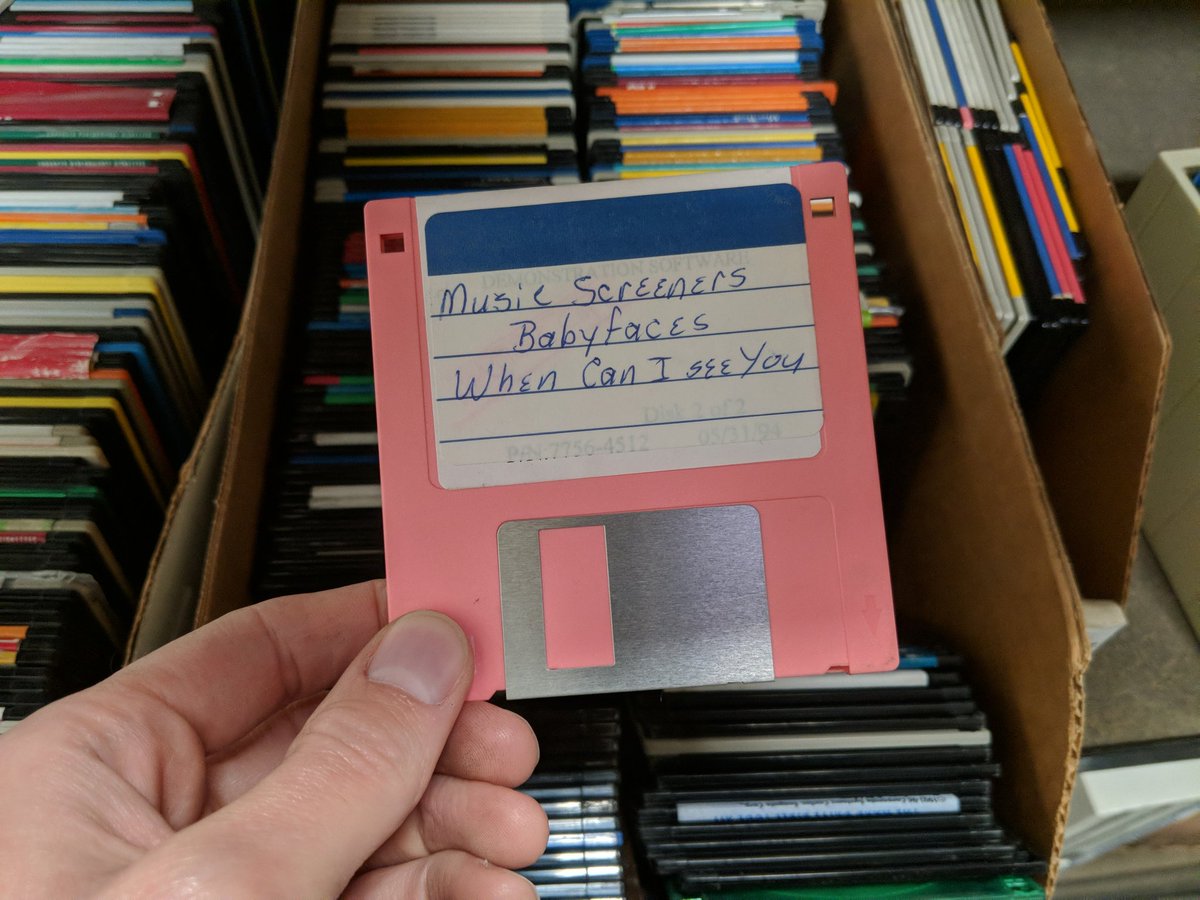 DEMONSTRATION SOFTWARE
Music Screeners
Babyfaces
When Can I see You
Disk 2 of 2
P/N:7756-4512 05/31/94